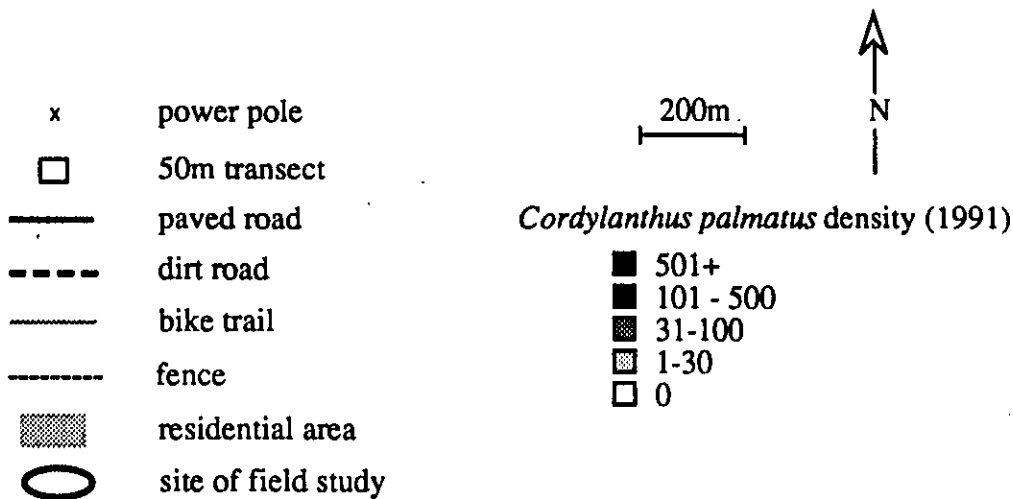 x power pole
50m transect
paved road
dirt road
bike trail
fence
residential area
site of field study
200m
N
Cordylanthus palmatus density (1991)
501+
101 - 500
31-100
1-30
0